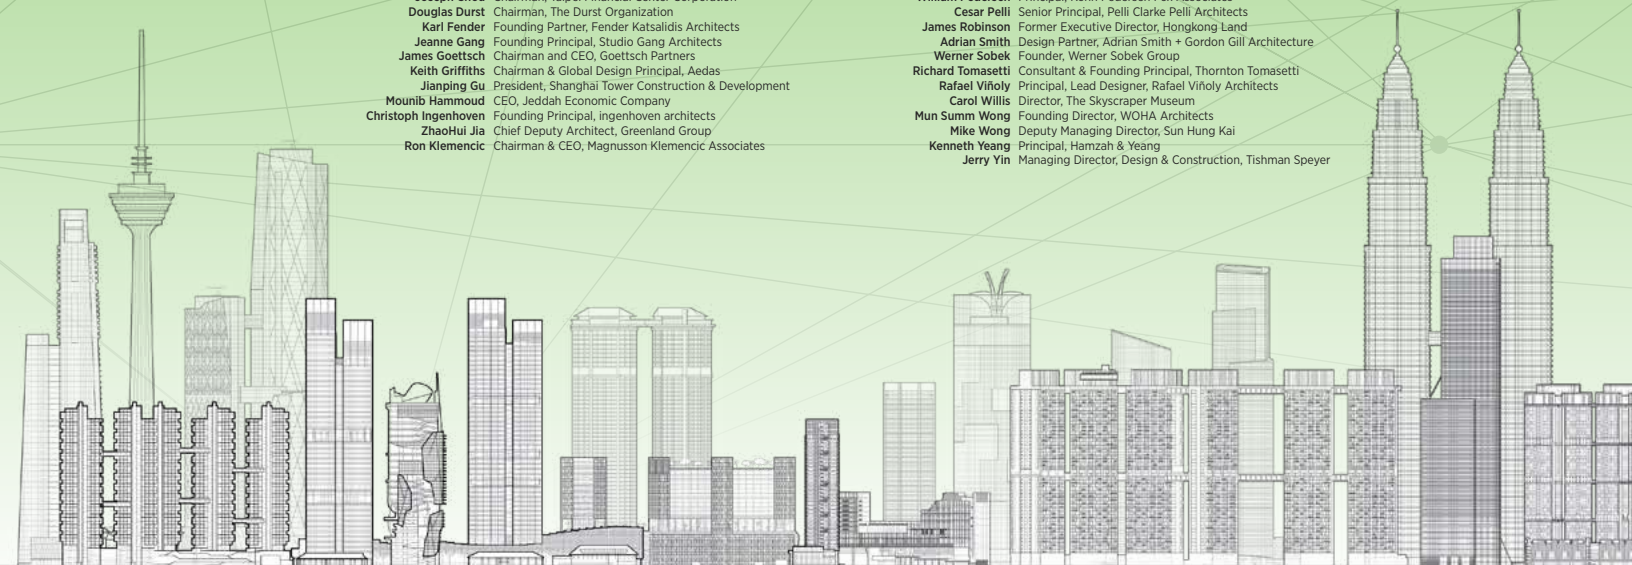 Douglas Durst Chairman, The Durst Organization
Karl Fender Founding Partner, Fender Katsalidis Architects
Jeanne Gang Founding Principal, Studio Gang Architects
James Goettsch Chairman and CEO, Goettsch Partners
Keith Griffiths Chairman & Global Design Principal, Aedas
Jianping Gu President, Shanghai Tower Construction & Development
Mounib Hammoud CEO, Jeddah Economic Company
Christoph Ingenhoven Founding Principal, ingenhoven architects
ZhaoHui Jia Chief Deputy Architect, Greenland Group
Ron Klemencic Chairman & CEO, Magnusson Klemencic Associates
Cesar Pelli Senior Principal, Pelli Clarke Pelli Architects
James Robinson Former Executive Director, Hongkong Land
Adrian Smith Design Partner, Adrian Smith + Gordon Gill Architecture
Werner Sobek Founder, Werner Sobek Group
Richard Tomasetti Consultant & Founding Principal, Thornton Tomasetti
Rafael Viñoly Principal, Lead Designer, Rafael Viñoly Architects
Carol Willis Director, The Skyscraper Museum
Mun Summ Wong Founding Director, WOHA Architects
Mike Wong Deputy Managing Director, Sun Hung Kai
Kenneth Yeang Principal, Hamzah & Yeang
Jerry Yin Managing Director, Design & Construction, Tishman Speyer